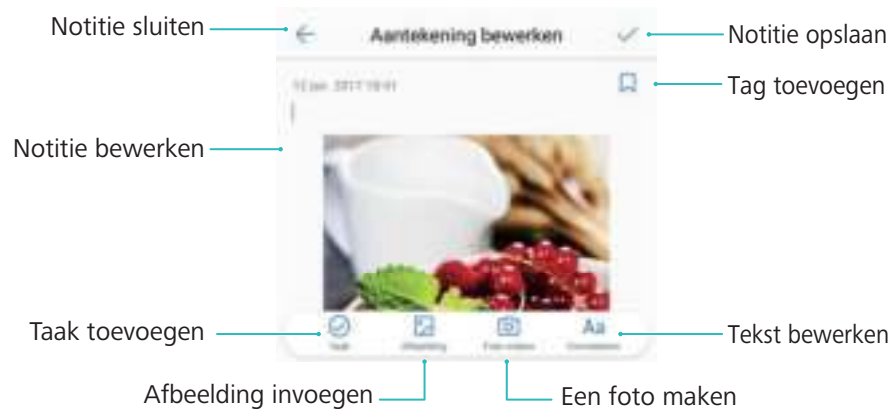 Notitie sluiten
Aantekening bewerken
Notitie opslaan
Tag toevoegen
Notitie bewerken
Aa
Taak toevoegen
Tekst bewerken
Afbeelding invoegen
Een foto maken